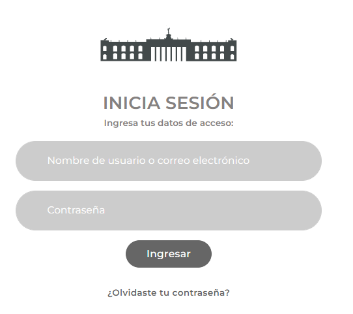 INICIA SESIÓN
Ingresa tus datos de acceso:
Nombre de usuario o correo electrónico
Contraseña
Ingresar
¿Olvidaste tu contraseña?